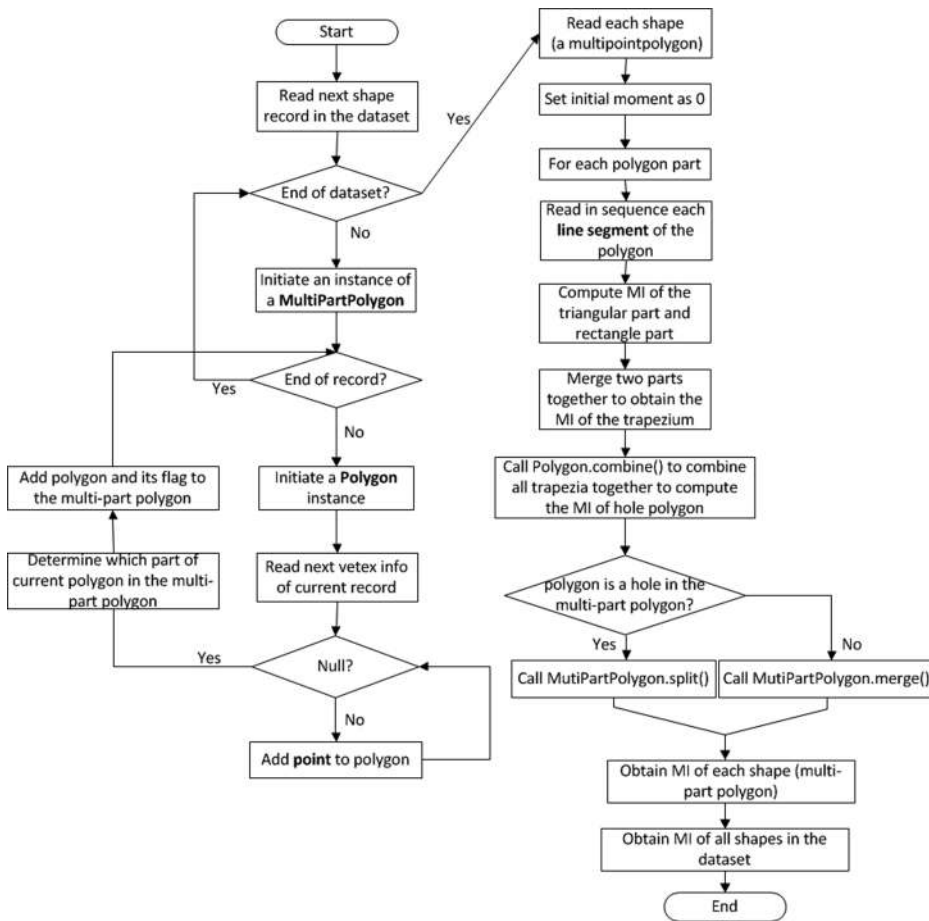 Start
Read next shape
record in the dataset
Yes
End of dataset?
No
Initiate an instance of
a MultiPartPolygon
End of record?
Yes
No
Add polygon and its flag to
the multi-part polygon
Initiate a Polygon
instance
Determine which part of
current polygon in the multi-
part polygon
Read next vetex info
of current record
Yes
Null?
No
Add point to polygon
Read each shape
(a multipointpolygon)
Set initial moment as 0
For each polygon part
Read in sequence each
line segment of the
polygon
Compute MI of the
triangular part and
rectangle part
Merge two parts
together to obtain the
MI of the trapezium
Call Polygon.combine() to combine
all trapezia together to compute
the MI of hole polygon
polygon is a hole in the
multi-part polygon?
Yes
No
Call MutiPartPolygon.split()
Call MutiPartPolygon.merge()
Obtain MI of each shape (multi-
part polygon)
Obtain MI of all shapes in the
dataset
End